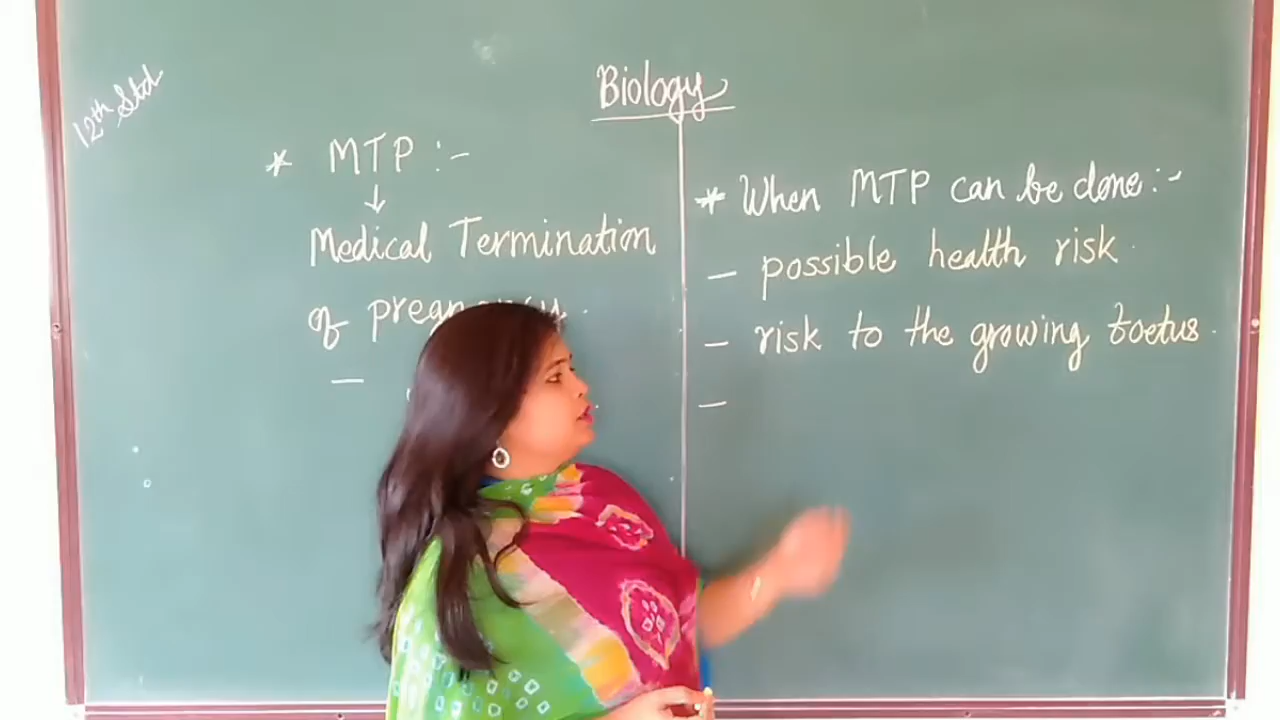 12th Std
Biology
* MTP :-
↓
Medical Termination
of
-
* When MTP can be done :-
- possible health risk.
- risk to the growing foetus.
-